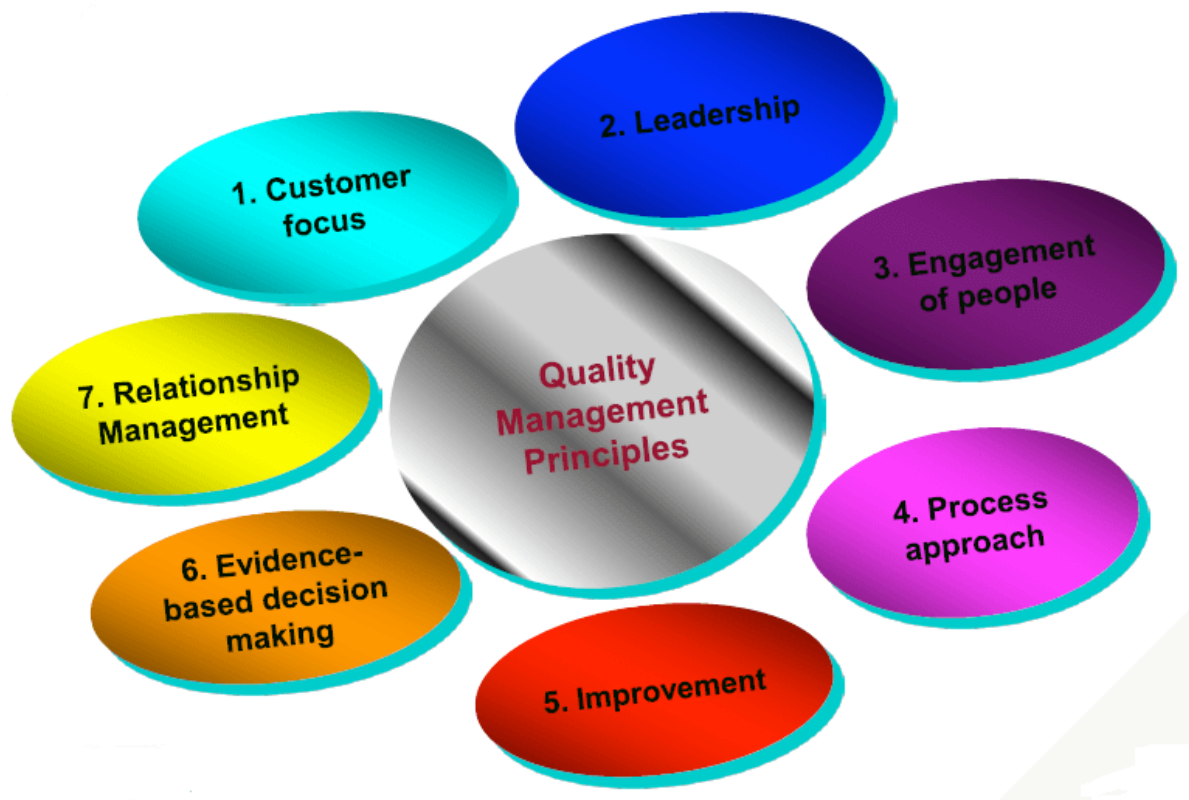 Quality
Management
Principles
1. Customer
focus
2. Leadership
3. Engagement
of people
4. Process
approach
5. Improvement
6. Evidence-
based decision
making
7. Relationship
Management